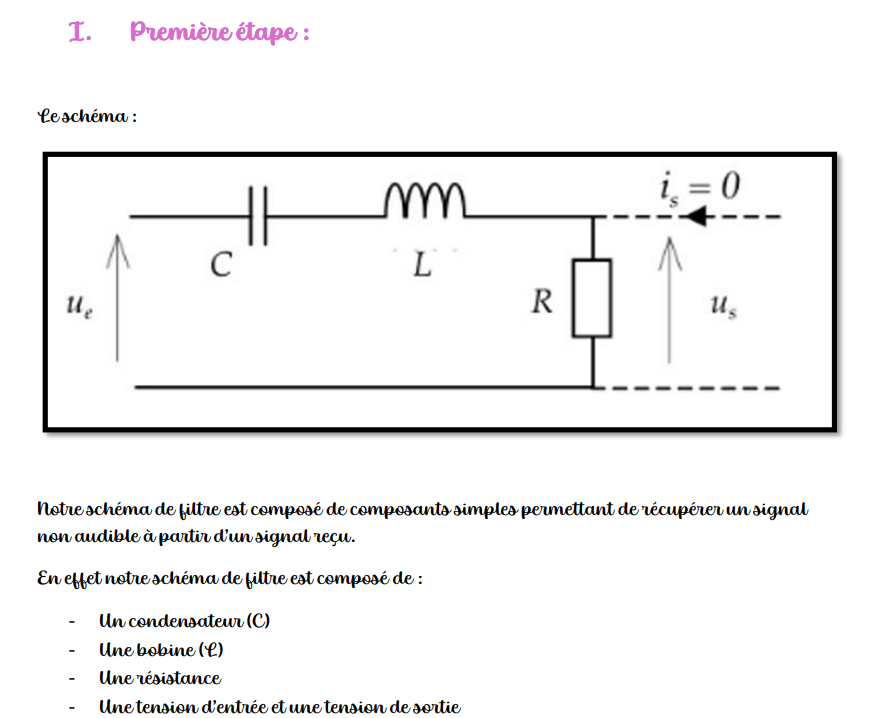 I. Première étape :
Le schéma :
i_s = 0
C
L
u_e
R
u_s
Notre schéma de filtre est composé de composants simples permettant de récupérer un signal
non audible à partir d'un signal reçu.
En effet notre schéma de filtre est composé de :
- Un condensateur (C)
- Une bobine (L)
- Une résistance
- Une tension d'entrée et une tension de sortie